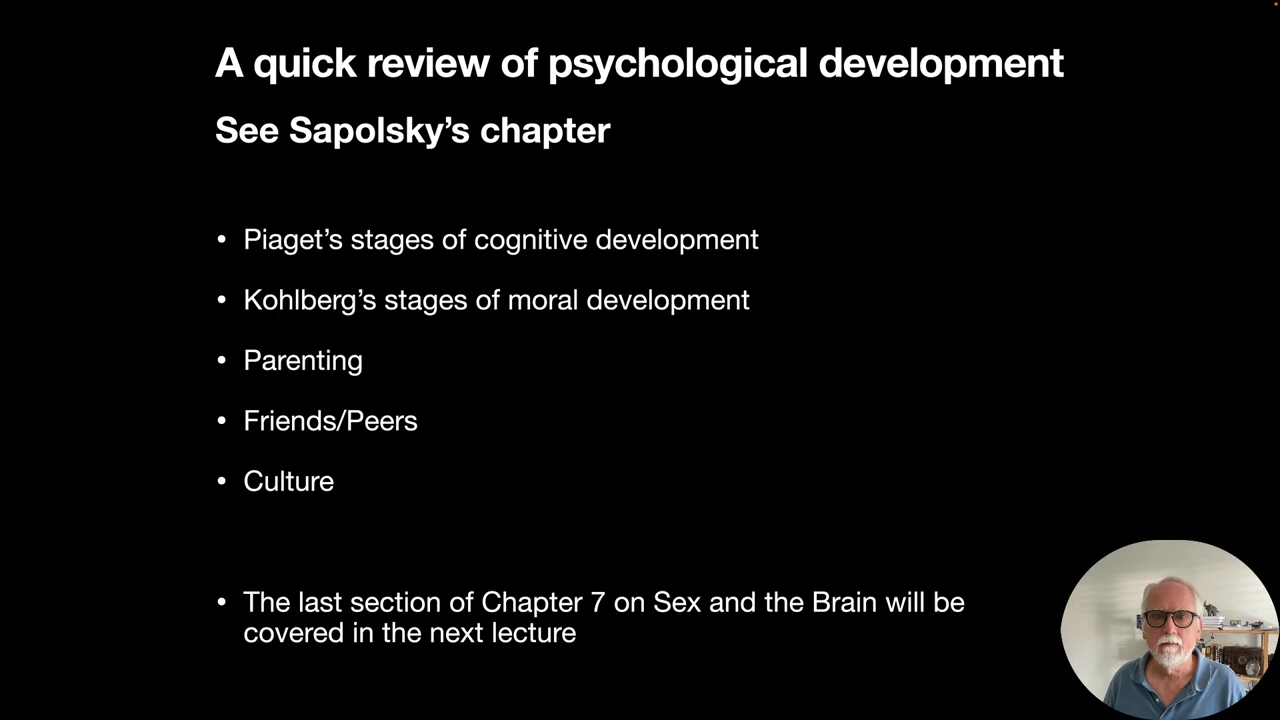 A quick review of psychological development
See Sapolsky’s chapter
• Piaget’s stages of cognitive development
• Kohlberg’s stages of moral development
• Parenting
• Friends/Peers
• Culture
• The last section of Chapter 7 on Sex and the Brain will be
covered in the next lecture